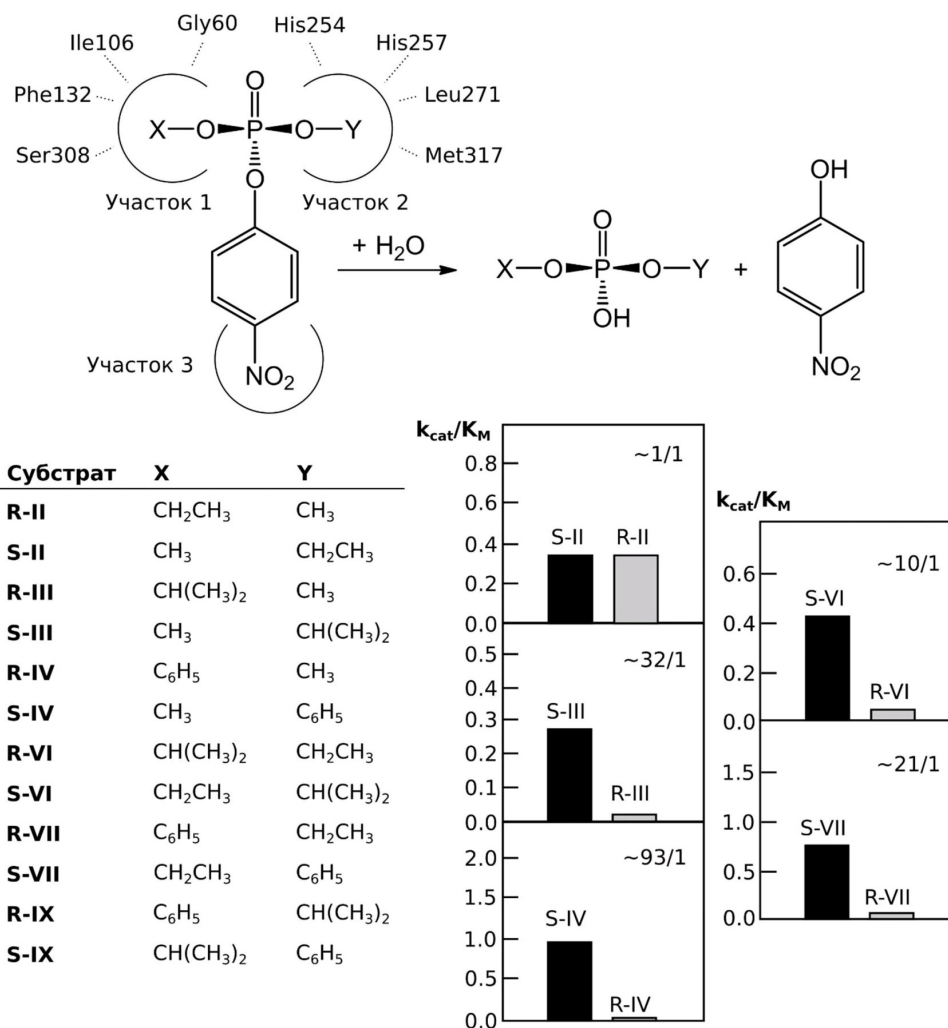 Gly60
His254
Ile106
His257
Phe132
Leu271
Ser308
Met317
O
X—O—P—O—Y
O
Участок 1
Участок 2
+ H₂O
NO₂
Участок 3
O
X—O—P—O—Y
OH
+
OH
NO₂
Субстрат X Y
R-II CH₂CH₃ CH₃
S-II CH₃ CH₂CH₃
R-III CH(CH₃)₂ CH₃
S-III CH₃ CH(CH₃)₂
R-IV C₆H₅ CH₃
S-IV CH₃ C₆H₅
R-VI CH(CH₃)₂ CH₂CH₃
S-VI CH₂CH₃ CH(CH₃)₂
R-VII C₆H₅ CH₂CH₃
S-VII CH₂CH₃ C₆H₅
R-IX C₆H₅ CH(CH₃)₂
S-IX CH(CH₃)₂ C₆H₅
k_cat/K_M
~1/1
0.8
0.6
0.4
0.2
0.0
S-II R-II
~32/1
0.5
0.4
0.3
0.2
0.1
0.0
S-III
R-III
~93/1
2.0
1.5
1.0
0.5
0.0
S-IV
R-IV
k_cat/K_M
~10/1
0.6
0.4
0.2
0.0
S-VI
R-VI
~21/1
1.5
1.0
0.5
0.0
S-VII
R-VII